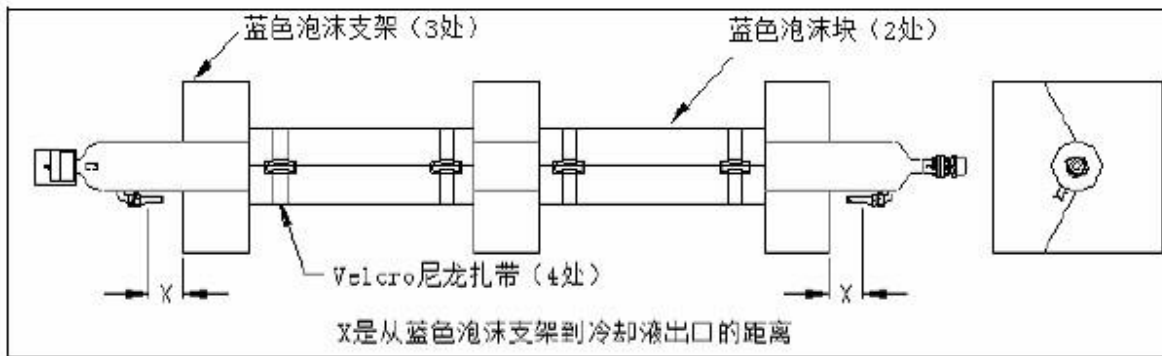 蓝色泡沫支架（3处）
蓝色泡沫块（2处）
Velcro尼龙扎带（4处）
X
X
X是从蓝色泡沫支架到冷却液出口的距离